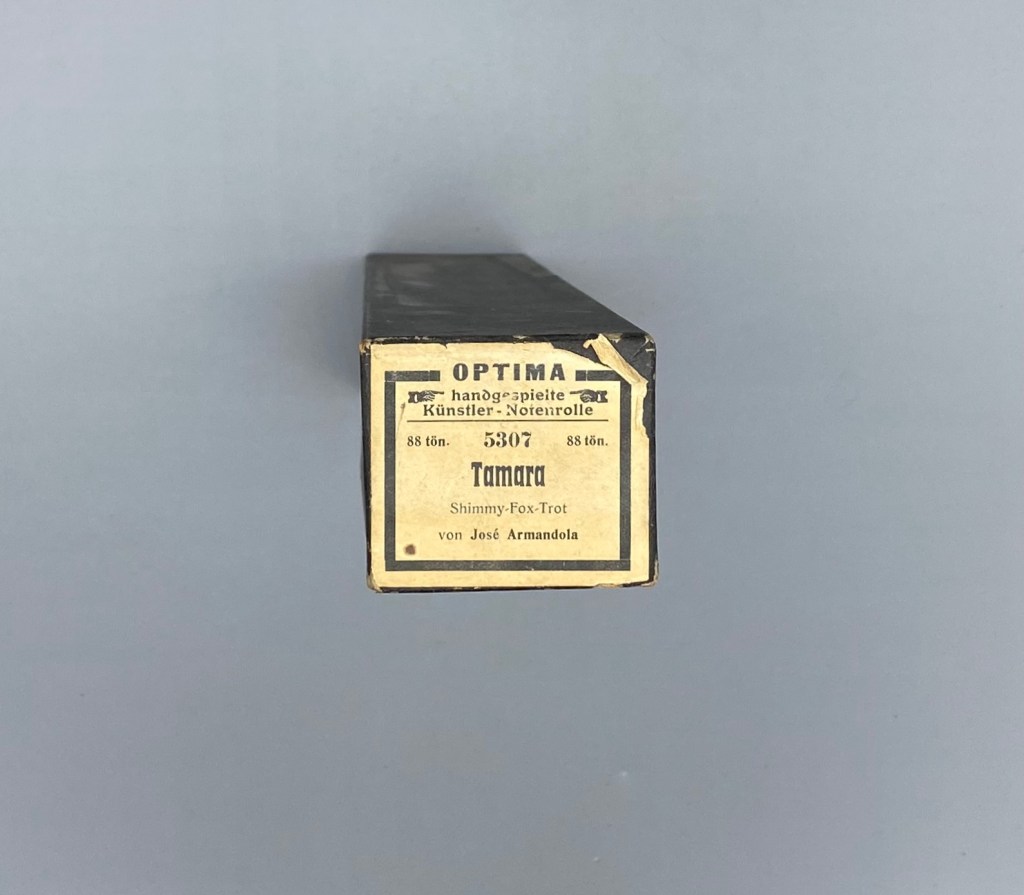 OPTIMA
handgespielte
Künstler-Notenrolle
88 tön. 5307 88 tön.
Tamara
Shimmy-Fox-Trot
von José Armandola